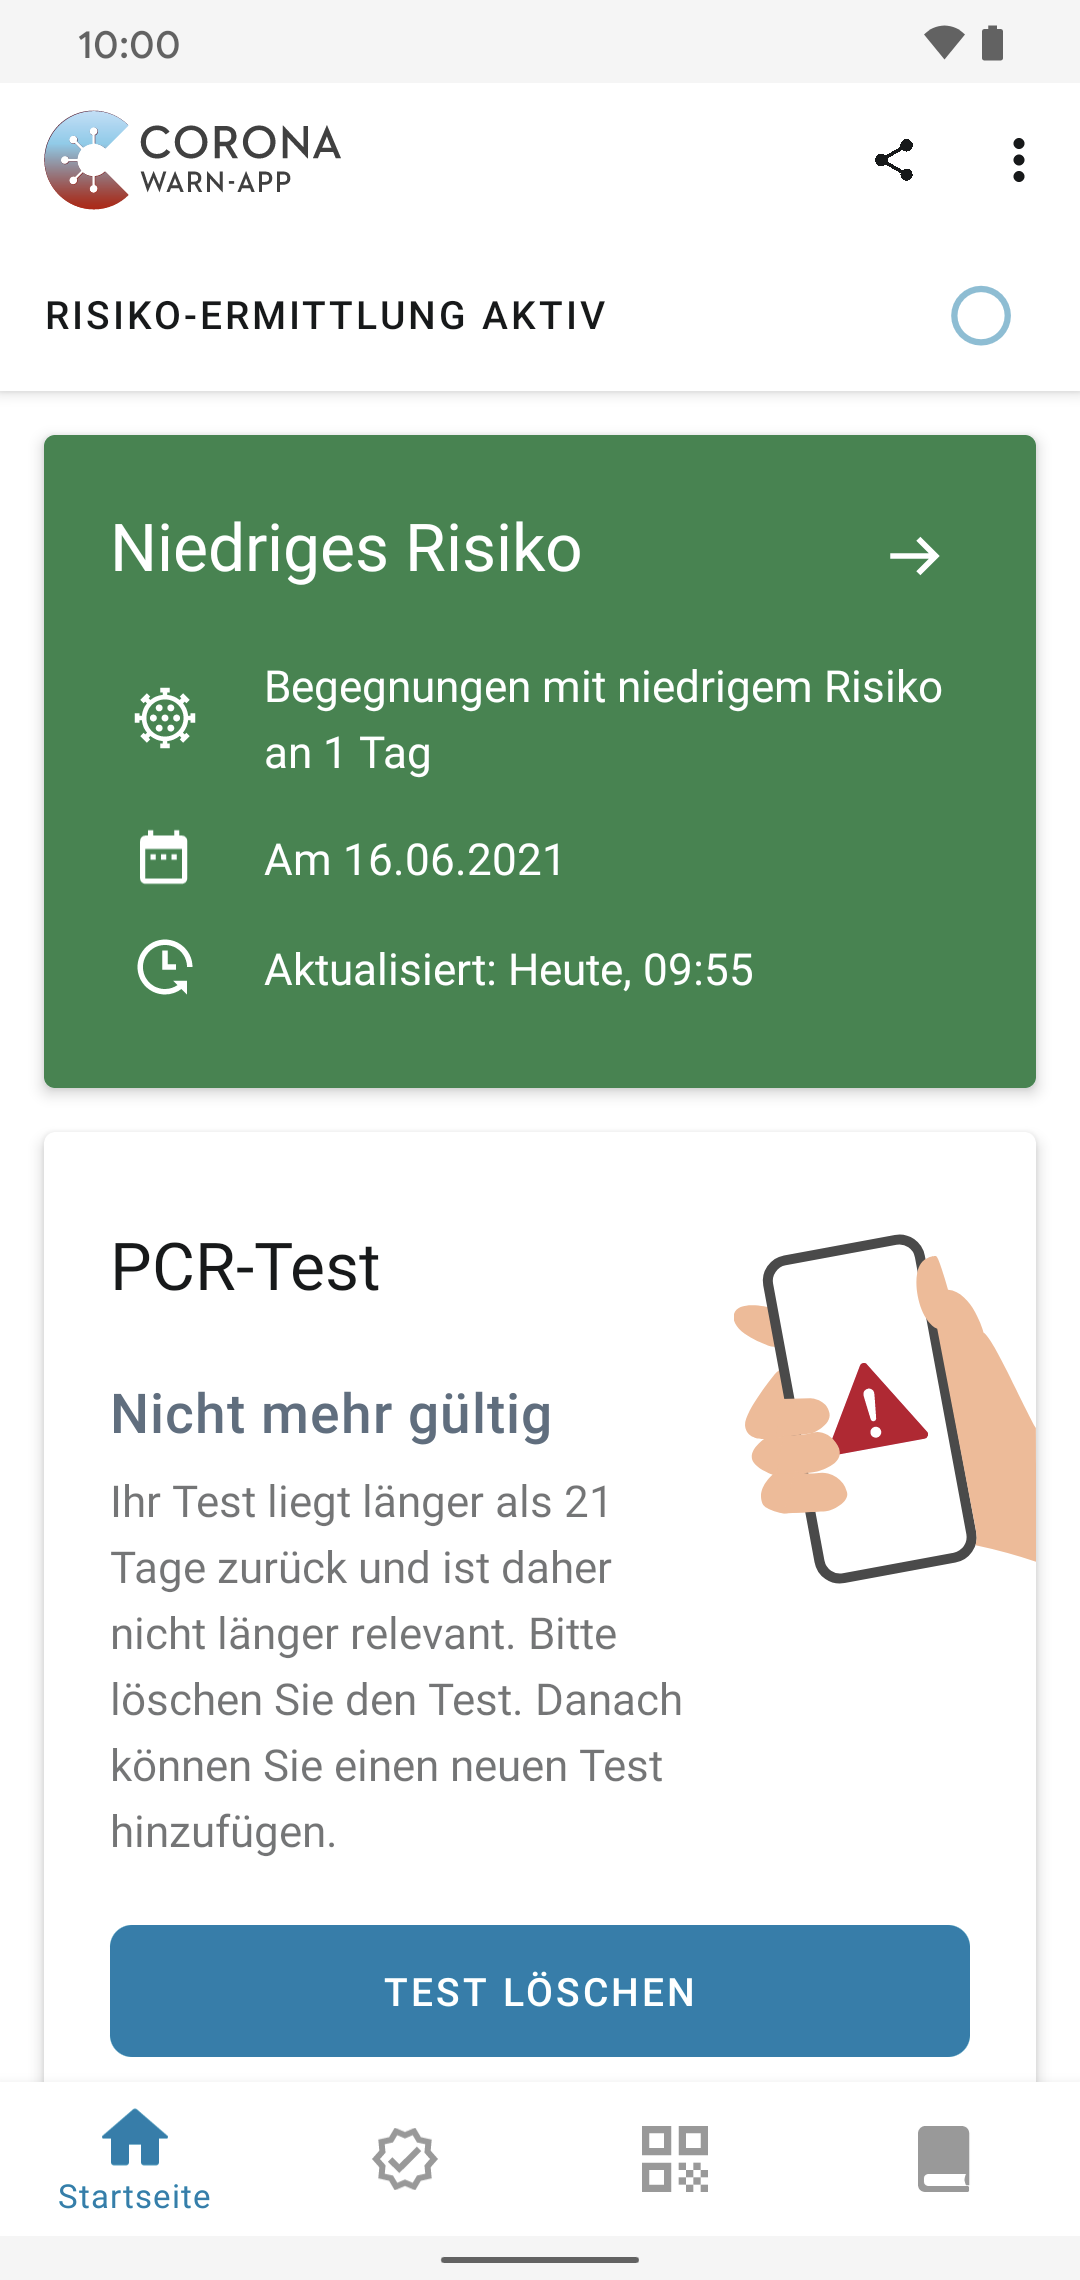 10:00
CORONA
WARN-APP
RISIKO-ERMITTLUNG AKTIV
Niedriges Risiko
Begegnungen mit niedrigem Risiko
an 1 Tag
Am 16.06.2021
Aktualisiert: Heute, 09:55
PCR-Test
Nicht mehr gültig
Ihr Test liegt länger als 21
Tage zurück und ist daher
nicht länger relevant. Bitte
löschen Sie den Test. Danach
können Sie einen neuen Test
hinzufügen.
TEST LÖSCHEN
Startseite